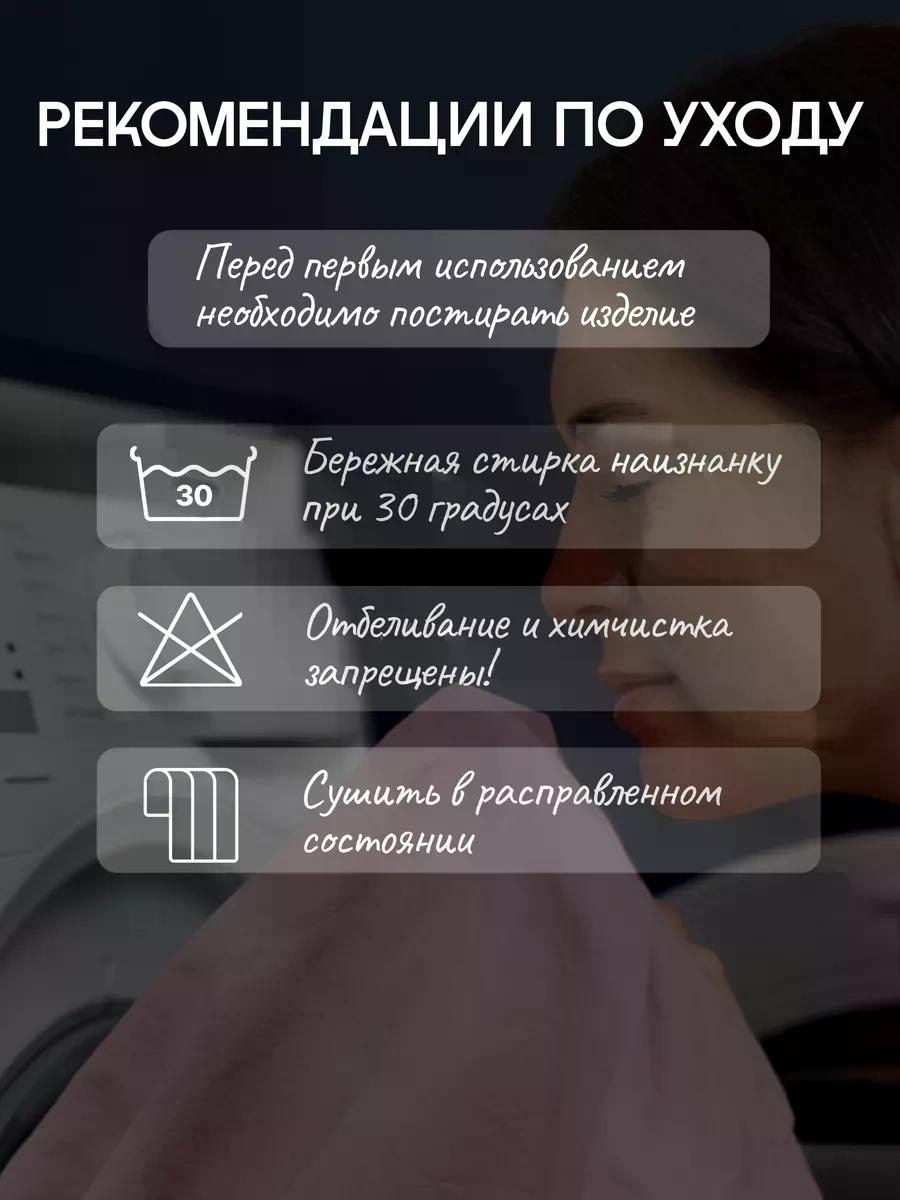 РЕКОМЕНДАЦИИ ПО УХОДУ
Перед первым использованием
необходимо постирать изделие
30
Бережная стирка наизнанку
при 30 градусах
Отбеливание и химчистка
запрещены!
Сушить в расправленном
состоянии